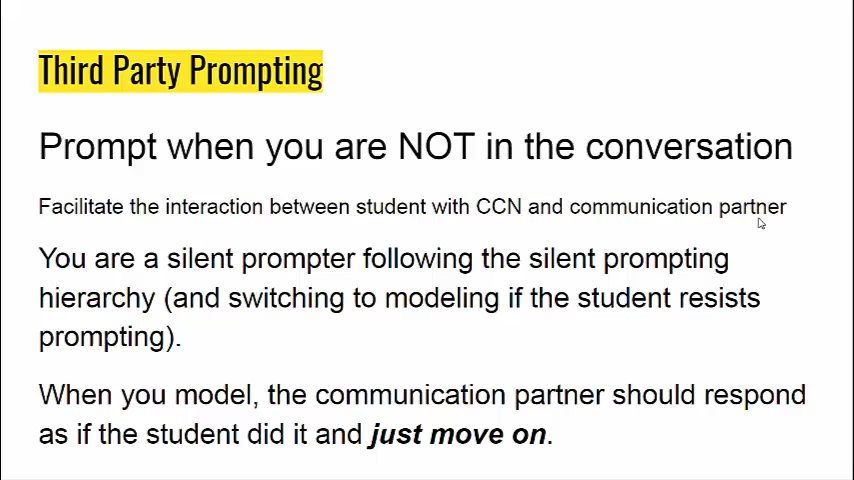 Third Party Prompting
Prompt when you are NOT in the conversation
Facilitate the interaction between student with CCN and communication partner
You are a silent prompter following the silent prompting
hierarchy (and switching to modeling if the student resists
prompting).
When you model, the communication partner should respond
as if the student did it and just move on.